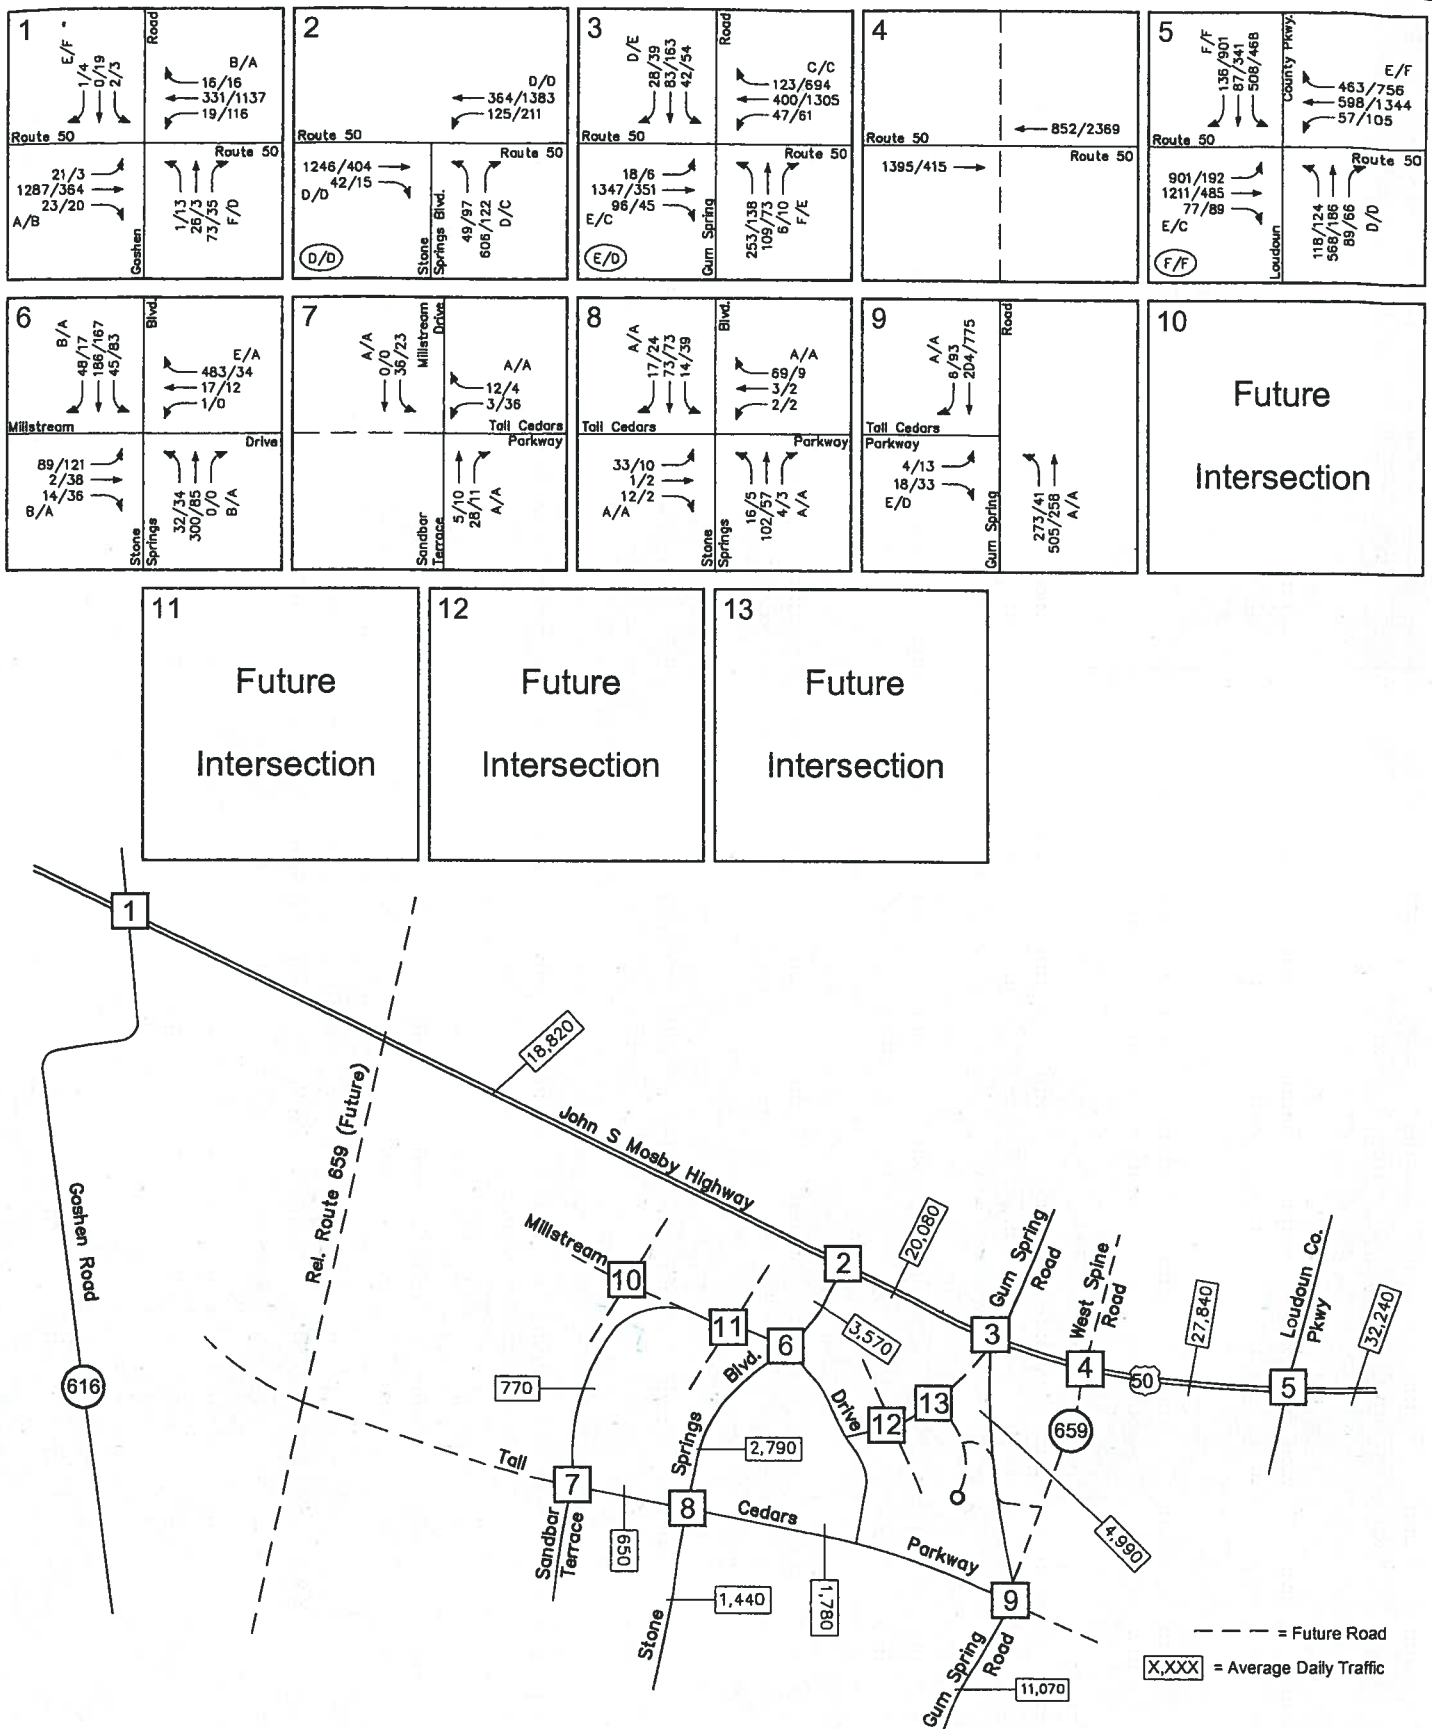 1
E/F
1/4
0/19
2/3
Road
B/A
16/16
331/1137
19/116
Route 50
Route 50
21/3
1287/364
23/20
A/B
Goshen
1/13
26/3
73/35
F/D
2
D/D
364/1383
125/211
Route 50
Route 50
1246/404
42/15
D/D
D/D
Stone
Springs Blvd.
49/97
606/122
D/C
3
D/E
28/39
83/163
42/54
Road
C/C
123/694
400/1305
47/61
Route 50
Route 50
18/6
1347/351
96/45
E/C
E/D
Gum Spring
253/138
109/73
6/10
F/E
4
Route 50
852/2369
1395/415
Route 50
5
F/F
136/901
87/341
508/468
County Pkwy.
E/F
463/756
598/1344
57/105
Route 50
Route 50
901/192
1211/485
77/89
E/C
F/F
Loudoun
118/124
568/186
89/66
D/D
6
B/A
48/17
186/167
45/83
Blvd.
E/A
483/34
17/12
1/0
Millstream
Drive
89/121
2/38
14/36
B/A
Stone
Springs
32/34
300/85
0/0
B/A
7
A/A
0/0
36/23
Millstream
Drive
A/A
12/4
3/36
Tall Cedars
Parkway
Sandbar
Terrace
5/10
28/11
A/A
8
A/A
17/24
73/73
14/39
Blvd.
A/A
69/9
3/2
2/2
Tall Cedars
Parkway
33/10
1/2
12/2
A/A
Stone
Springs
16/5
102/57
4/3
A/A
9
A/A
8/93
204/775
Road
Tall Cedars
Parkway
4/13
18/33
E/D
Gum Spring
273/41
505/258
A/A
10
Future
Intersection
11
Future
Intersection
12
Future
Intersection
13
Future
Intersection
1
18,820
John S Mosby Highway
Rel. Route 659 (Future)
Goshen Road
616
Millstream
10
11
2
20,080
3
Gum Spring
Road
West Spine
Road
4
50
27,840
Loudoun Co.
Pkwy
5
32,240
6
3,570
Blvd.
Drive
12
13
659
770
Springs
2,790
Tall
7
8
Cedars
Parkway
4,990
Sandbar
Terrace
650
1,440
1,780
9
Stone
Gum Spring
Road
11,070
= Future Road
X,XXX = Average Daily Traffic